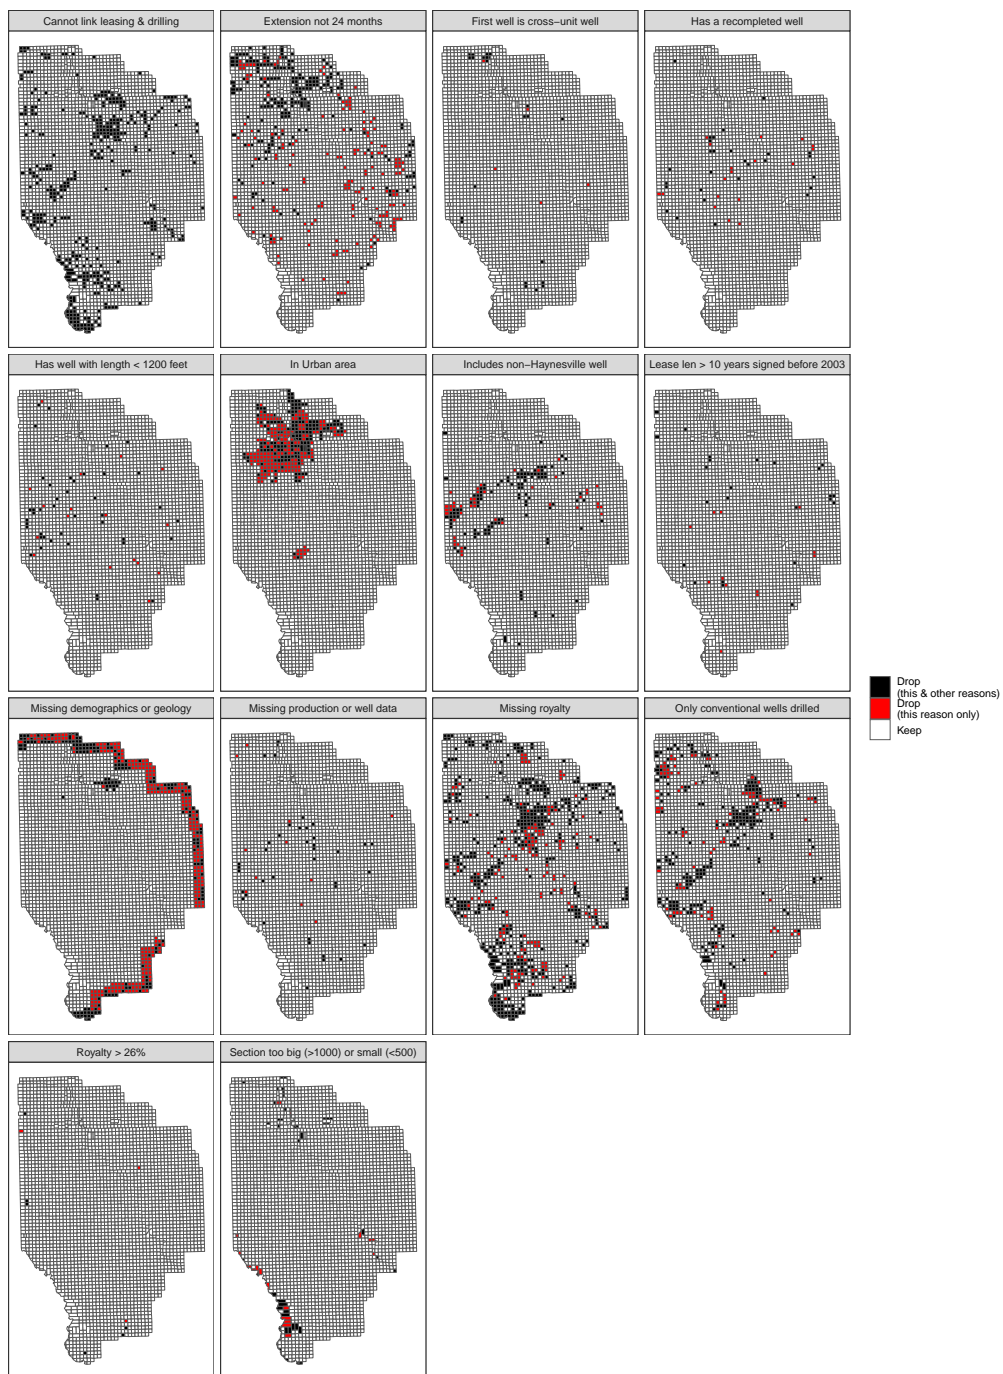 Cannot link leasing & drilling
Extension not 24 months
First well is cross−unit well
Has a recompleted well
Has well with length < 1200 feet
In Urban area
Includes non−Haynesville well
Lease len > 10 years signed before 2003
Drop
(this & other reasons)
Drop
(this reason only)
Keep
Missing demographics or geology
Missing production or well data
Missing royalty
Only conventional wells drilled
Royalty > 26%
Section too big (>1000) or small (<500)